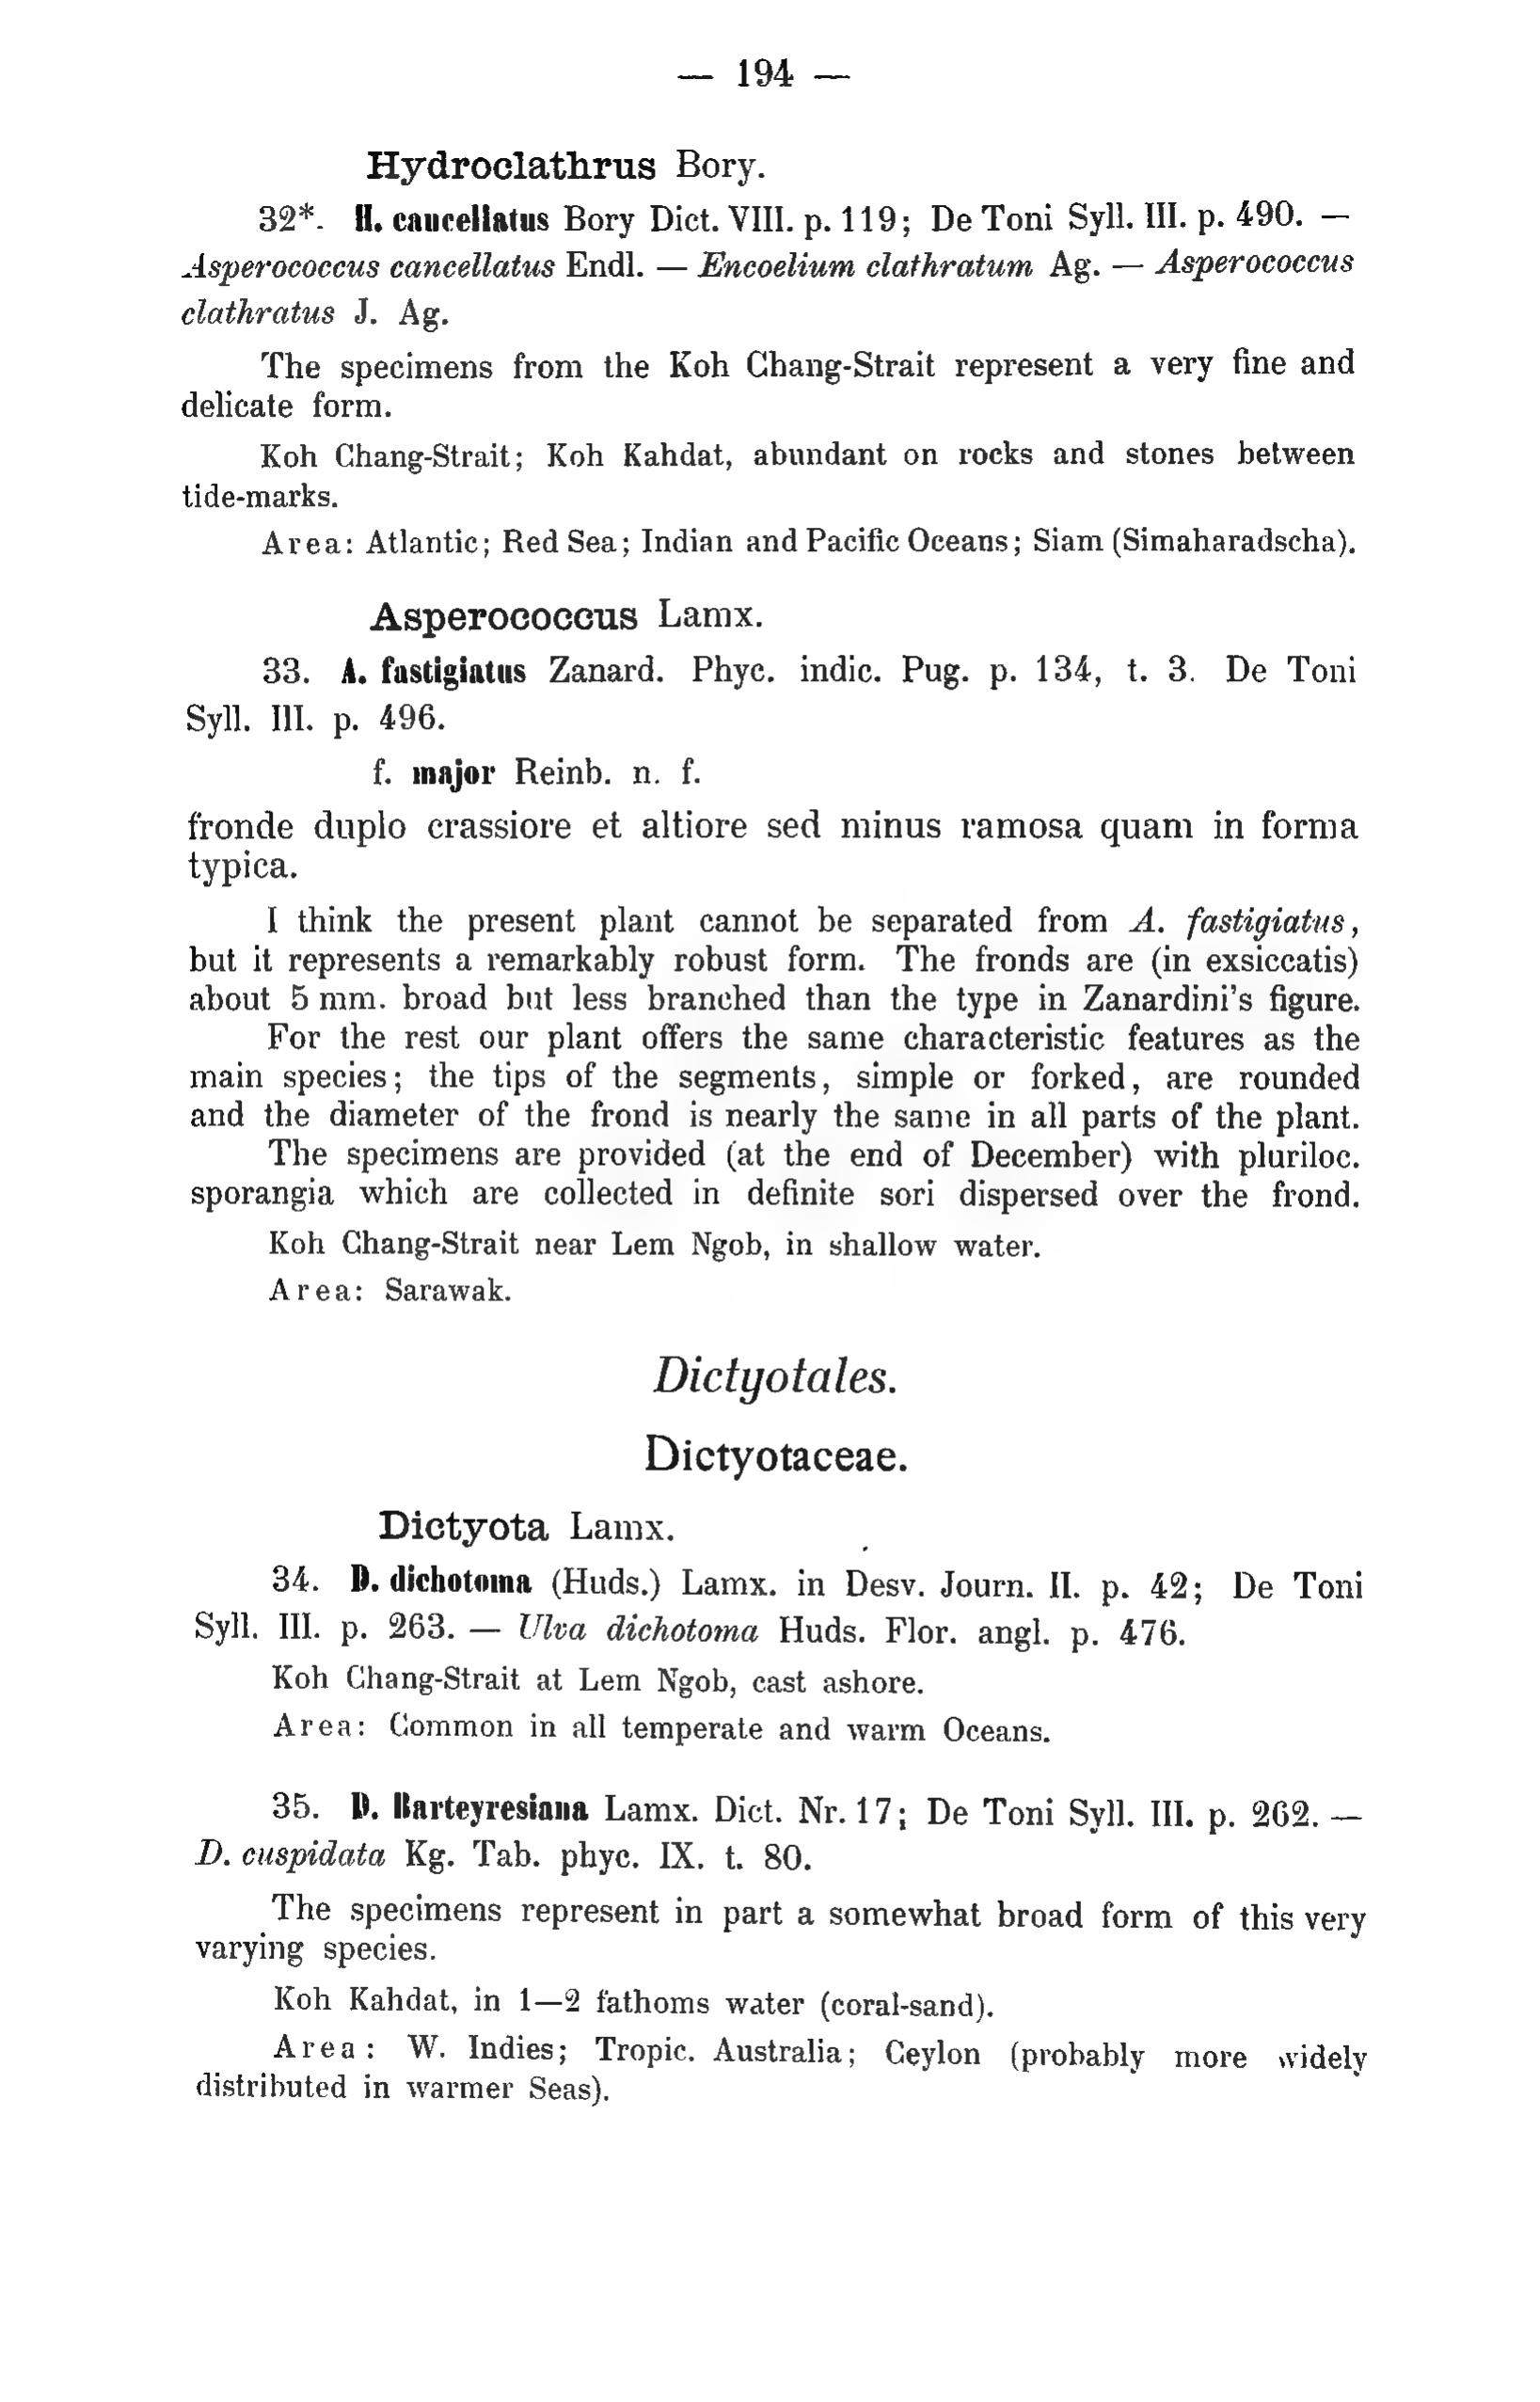 — 194 —
Hydroclathrus Bory.
32*. H. cancellatus Bory Dict. VIII. p. 119; De Toni Syll. III. p. 490. —
Asperococcus cancellatus Endl. — Encoelium clathratum Ag. — Asperococcus
clathratus J. Ag.
The specimens from the Koh Chang-Strait represent a very fine and
delicate form.
Koh Chang-Strait; Koh Kahdat, abundant on rocks and stones between
tide-marks.
Area: Atlantic; Red Sea; Indian and Pacific Oceans; Siam (Simaharadscha).
Asperococcus Lamx.
33. A. fastigiatus Zanard. Phyc. indic. Pug. p. 134, t. 3. De Toni
Syll. III. p. 496.
f. major Reinb. n. f.
fronde duplo crassiore et altiore sed minus ramosa quam in forma
typica.
I think the present plant cannot be separated from A. fastigiatus,
but it represents a remarkably robust form. The fronds are (in exsiccatis)
about 5 mm. broad but less branched than the type in Zanardini's figure.
For the rest our plant offers the same characteristic features as the
main species; the tips of the segments, simple or forked, are rounded
and the diameter of the frond is nearly the same in all parts of the plant.
The specimens are provided (at the end of December) with pluriloc.
sporangia which are collected in definite sori dispersed over the frond.
Koh Chang-Strait near Lem Ngob, in shallow water.
Area: Sarawak.
Dictyotales.
Dictyotaceae.
Dictyota Lamx.
34. D. dichotoma (Huds.) Lamx. in Desv. Journ. II. p. 42; De Toni
Syll. III. p. 263. — Ulva dichotoma Huds. Flor. angl. p. 476.
Koh Chang-Strait at Lem Ngob, cast ashore.
Area: Common in all temperate and warm Oceans.
35. D. Barteyresiana Lamx. Dict. Nr. 17; De Toni Syll. III. p. 262. —
D. cuspidata Kg. Tab. phyc. IX. t. 80.
The specimens represent in part a somewhat broad form of this very
varying species.
Koh Kahdat, in 1—2 fathoms water (coral-sand).
Area: W. Indies; Tropic. Australia; Ceylon (probably more widely
distributed in warmer Seas).